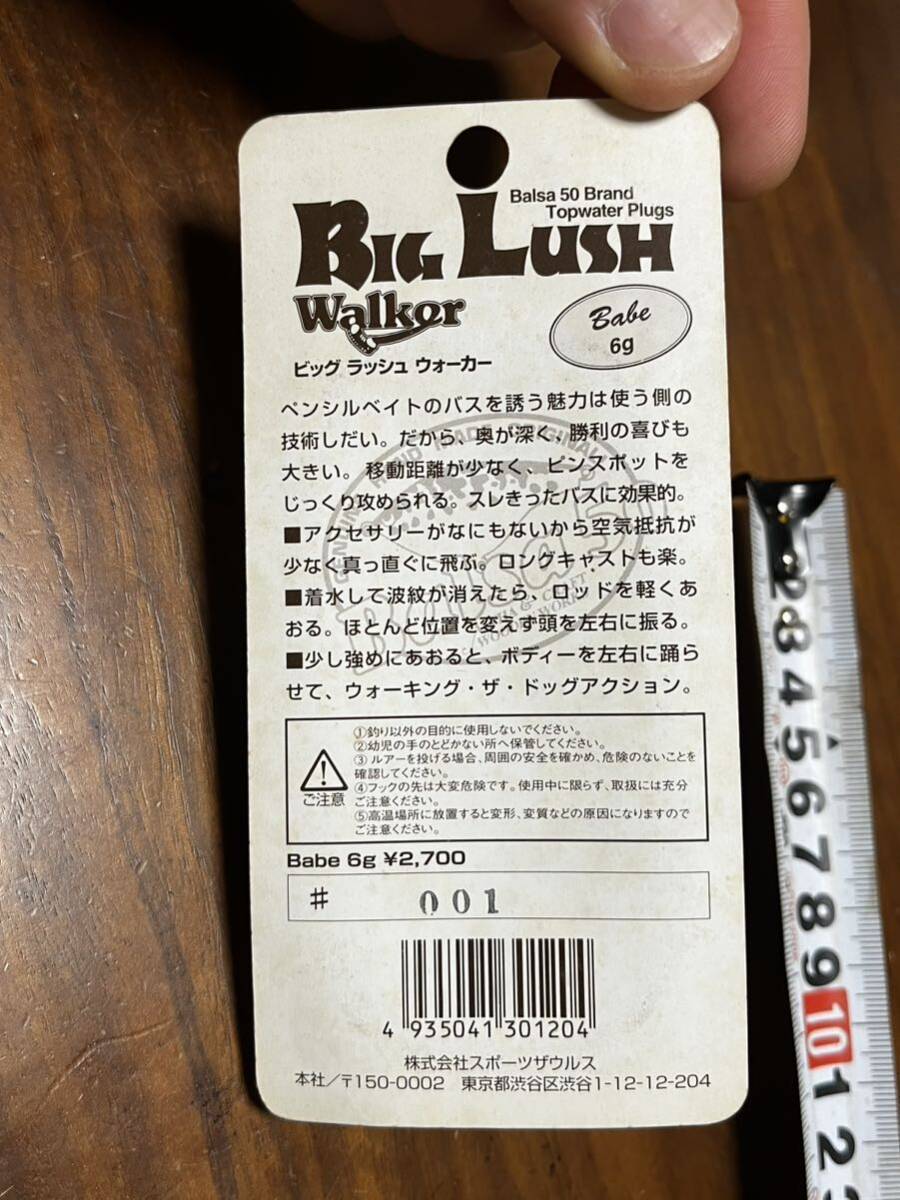 Balsa 50 Brand
Topwater Plugs
BIG LUSH
Walker
Babe
6g
ビッグ ラッシュ ウォーカー
ペンシルベイトのバスを誘う魅力は使う側の
技術しだい。だから、奥が深く、勝利の喜びも
大きい。移動距離が少なく、ピンスポットを
じっくり攻められる。スレきったバスに効果的。
■アクセサリーがなにもないから空気抵抗が
少なく真っ直ぐに飛ぶ。ロングキャストも楽。
■着水して波紋が消えたら、ロッドを軽くあ
おる。ほとんど位置を変えず頭を左右に振る。
■少し強めにあおると、ボディーを左右に踊ら
せて、ウォーキング・ザ・ドッグアクション。
ご注意
①釣り以外の目的に使用しないでください。
②幼児の手のとどかない所へ保管してください。
③ルアーを投げる場合、周囲の安全を確かめ、危険のないことを
確認してください。
④フックの先は大変危険です。使用中に限らず、取扱には充分
ご注意ください。
⑤高温場所に放置すると変形、変質などの原因になりますので
ご注意ください。
Babe 6g ¥2,700
# 001
4 935041 301204
株式会社スポーツザウルス
本社/〒150-0002 東京都渋谷区渋谷1-12-12-204
2 3 4 5 6 7 8 9 10 1 2